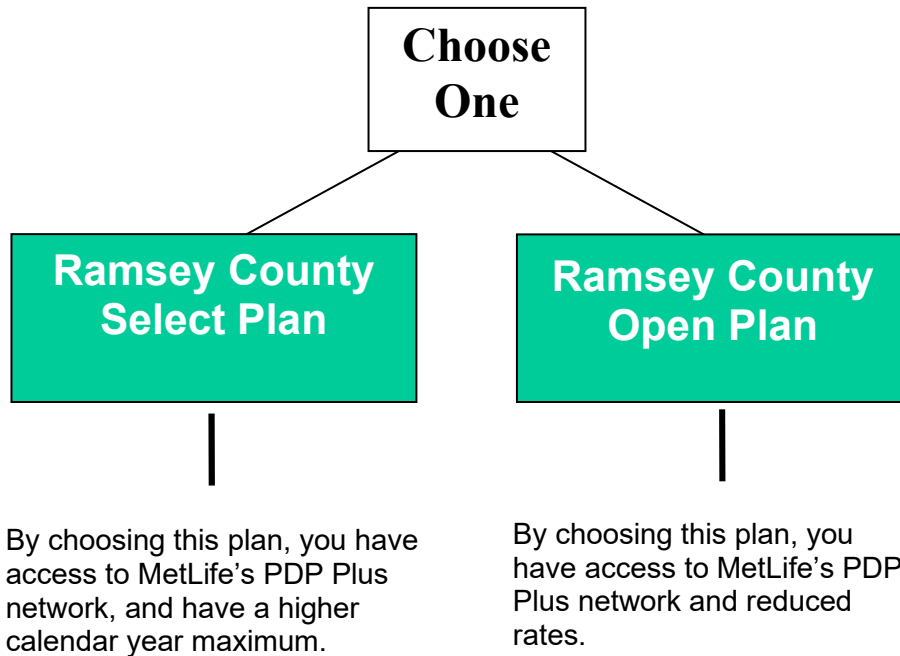 Choose
One
Ramsey County
Select Plan
Ramsey County
Open Plan
By choosing this plan, you have
access to MetLife’s PDP Plus
network, and have a higher
calendar year maximum.
By choosing this plan, you
have access to MetLife’s PDP
Plus network and reduced
rates.